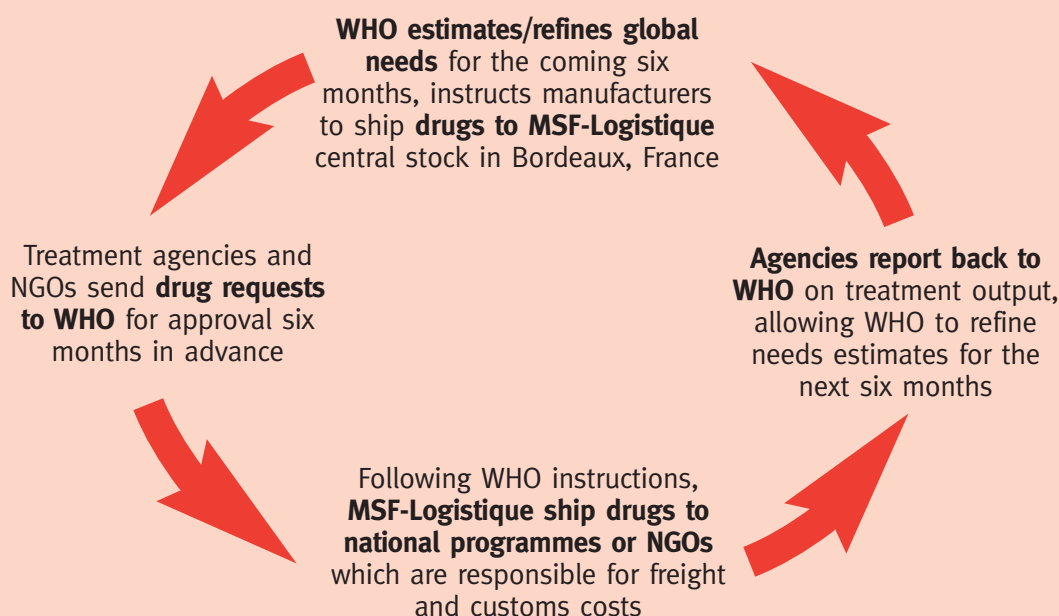 WHO estimates/refines global
needs for the coming six
months, instructs manufacturers
to ship drugs to MSF-Logistique
central stock in Bordeaux, France
Treatment agencies and
NGOs send drug requests
to WHO for approval six
months in advance
Following WHO instructions,
MSF-Logistique ship drugs to
national programmes or NGOs
which are responsible for freight
and customs costs
Agencies report back to
WHO on treatment output,
allowing WHO to refine
needs estimates for the
next six months